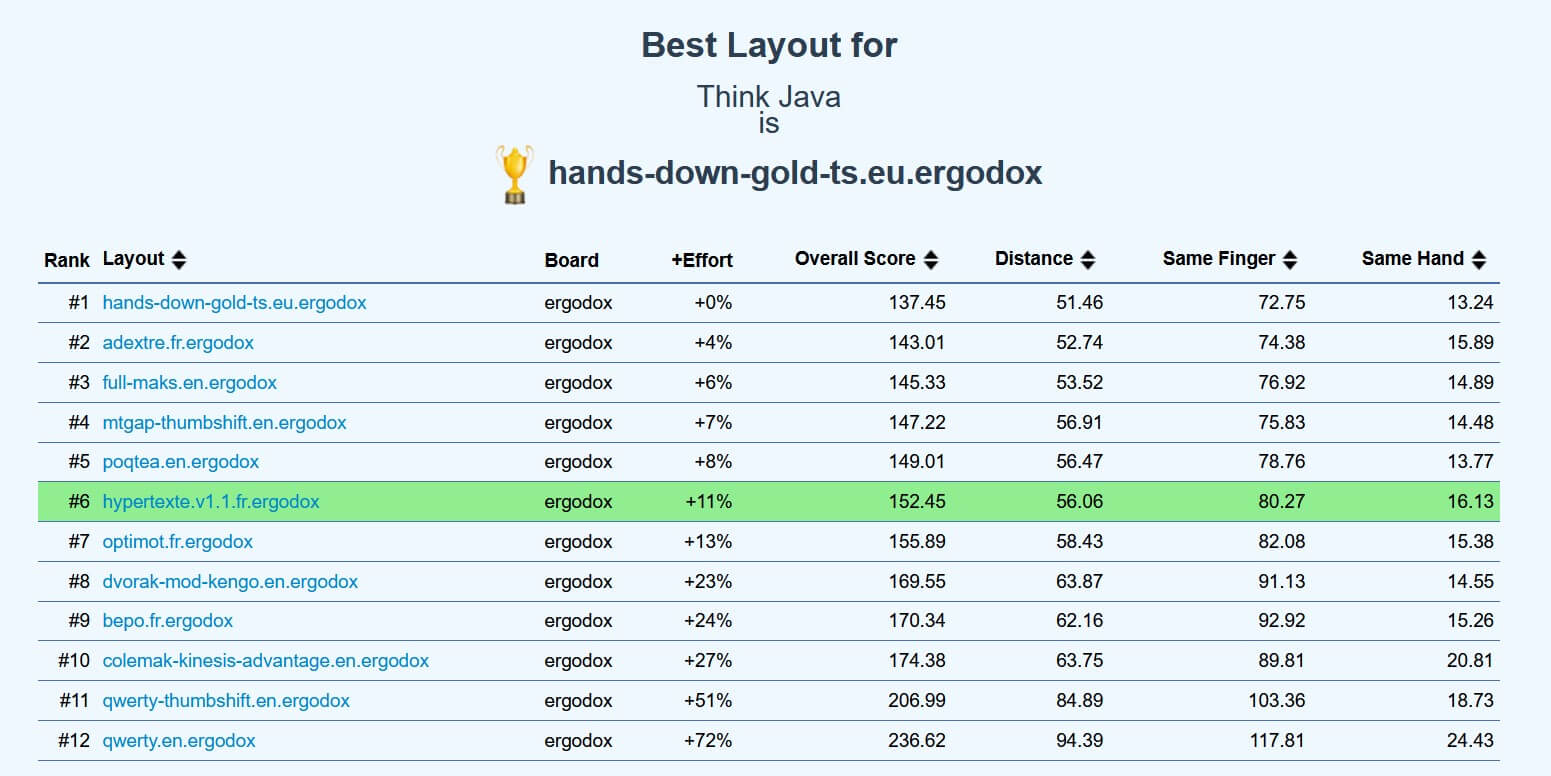 Best Layout for
Think Java
is
hands-down-gold-ts.eu.ergodox
Rank Layout Board +Effort Overall Score Distance Same Finger Same Hand
#1 hands-down-gold-ts.eu.ergodox ergodox +0% 137.45 51.46 72.75 13.24
#2 adextre.fr.ergodox ergodox +4% 143.01 52.74 74.38 15.89
#3 full-maks.en.ergodox ergodox +6% 145.33 53.52 76.92 14.89
#4 mtgap-thumbshift.en.ergodox ergodox +7% 147.22 56.91 75.83 14.48
#5 poqtea.en.ergodox ergodox +8% 149.01 56.47 78.76 13.77
#6 hypertexte.v1.1.fr.ergodox ergodox +11% 152.45 56.06 80.27 16.13
#7 optimot.fr.ergodox ergodox +13% 155.89 58.43 82.08 15.38
#8 dvorak-mod-kengo.en.ergodox ergodox +23% 169.55 63.87 91.13 14.55
#9 bepo.fr.ergodox ergodox +24% 170.34 62.16 92.92 15.26
#10 colemak-kinesis-advantage.en.ergodox ergodox +27% 174.38 63.75 89.81 20.81
#11 qwerty-thumbshift.en.ergodox ergodox +51% 206.99 84.89 103.36 18.73
#12 qwerty.en.ergodox ergodox +72% 236.62 94.39 117.81 24.43